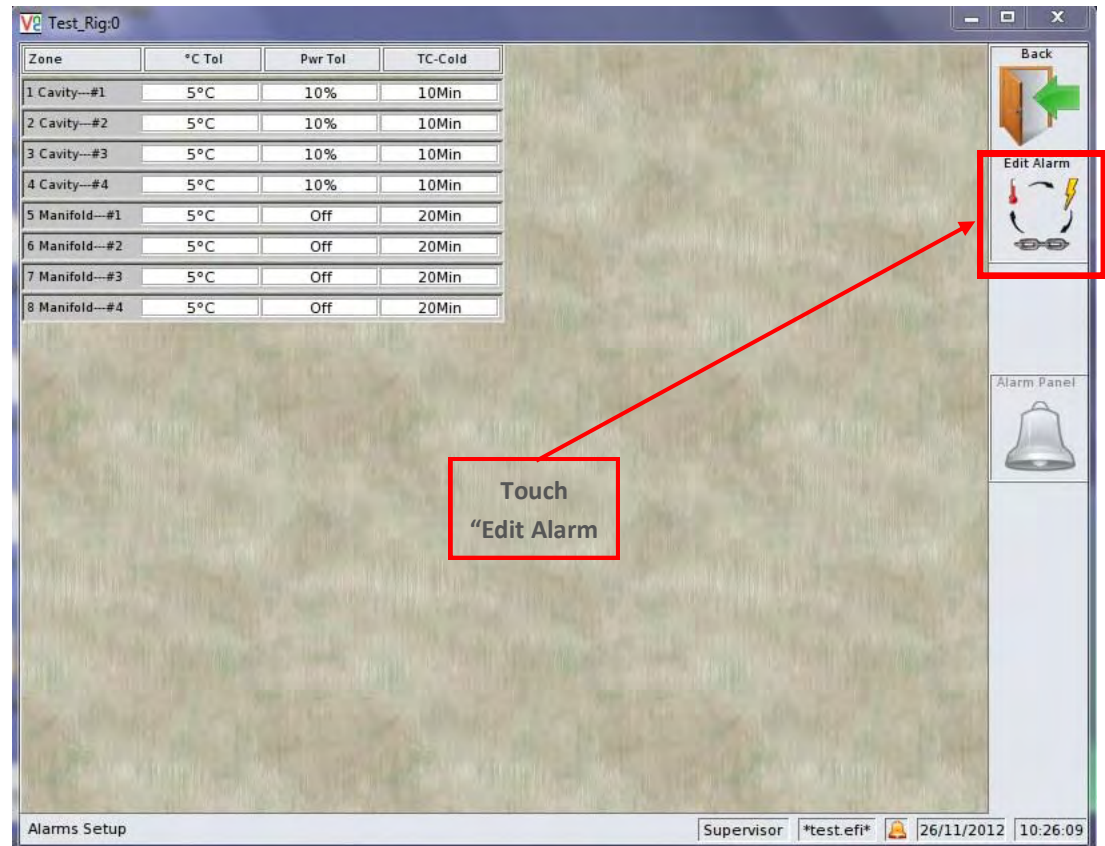 V2 Test_Rig:0
Zone °C Tol Pwr Tol TC-Cold
1 Cavity---#1 5°C 10% 10Min
2 Cavity---#2 5°C 10% 10Min
3 Cavity---#3 5°C 10% 10Min
4 Cavity---#4 5°C 10% 10Min
5 Manifold---#1 5°C Off 20Min
6 Manifold---#2 5°C Off 20Min
7 Manifold---#3 5°C Off 20Min
8 Manifold---#4 5°C Off 20Min
Back
Edit Alarm
Alarm Panel
Touch
“Edit Alarm
Alarms Setup Supervisor *test.efi* 26/11/2012 10:26:09